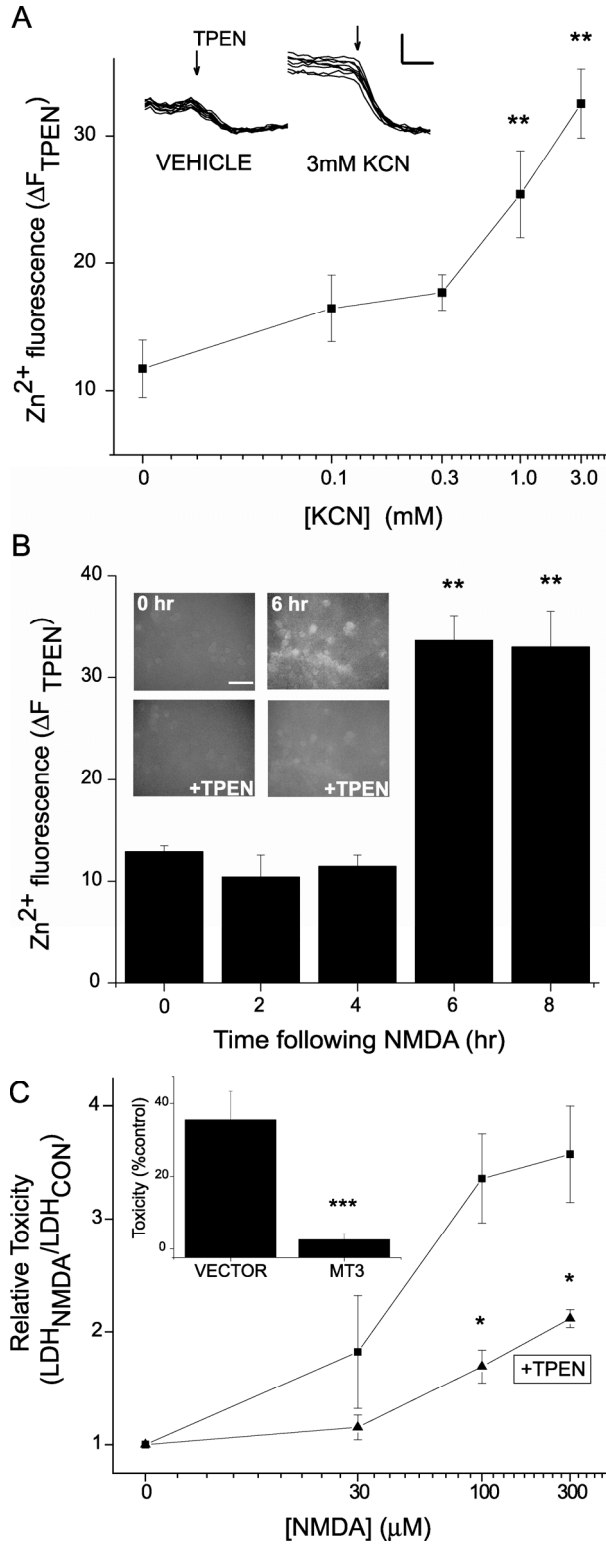 A
TPEN
VEHICLE
3mM KCN
**
**
Zn2+ fluorescence (ΔFTPEN)
30
20
10
0
0.1
0.3
1.0
3.0
[KCN] (mM)
B
0 hr
6 hr
+TPEN
+TPEN
**
**
Zn2+ fluorescence (ΔF TPEN)
40
30
20
10
0
0
2
4
6
8
Time following NMDA (hr)
C
Toxicity (%control)
40
20
0
***
VECTOR
MT3
Relative Toxicity
(LDHNMDA/LDHCON)
4
3
2
1
*
*
+TPEN
0
30
100
300
[NMDA] (μM)